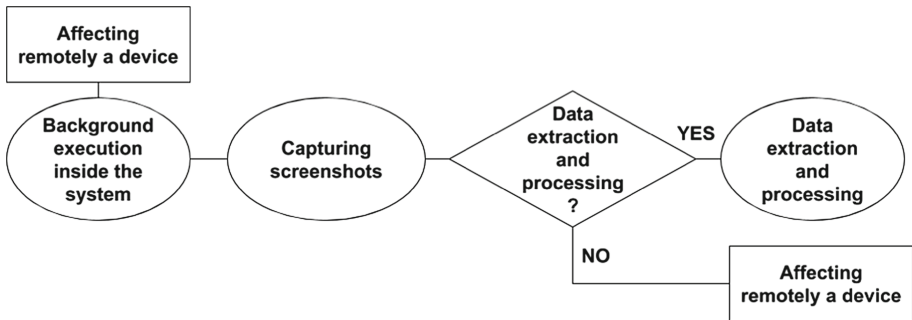 Affecting
remotely a device
Background
execution
inside the
system
Capturing
screenshots
Data
extraction
and
processing
?
YES
Data
extraction
and
processing
NO
Affecting
remotely a device